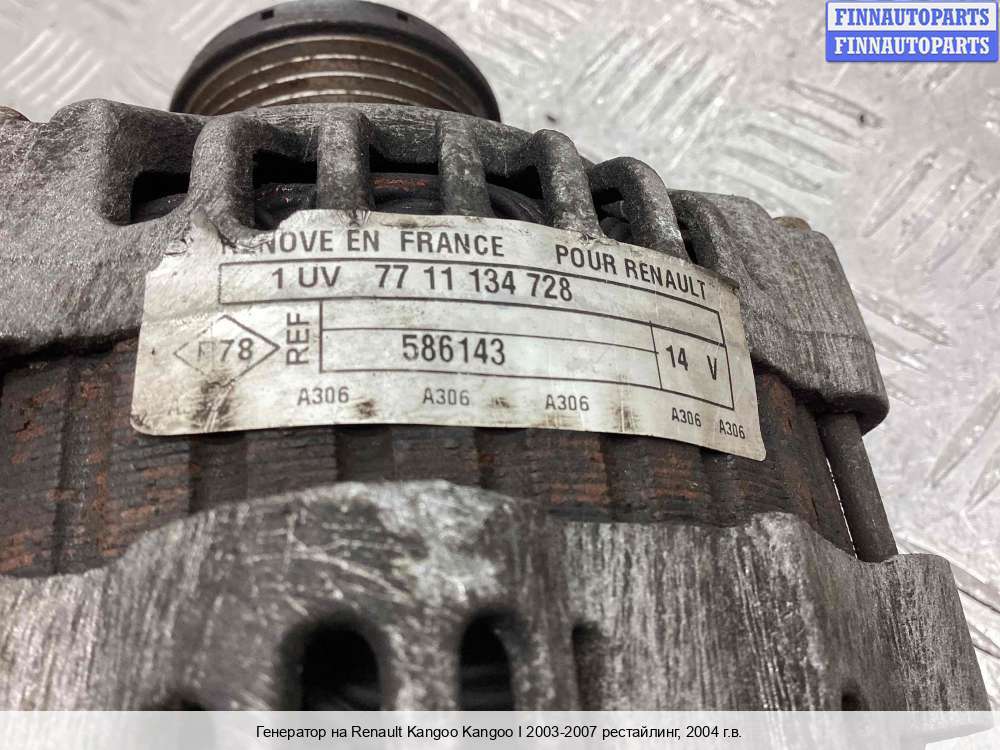 FINNAUTOPARTS
FINNAUTOPARTS
EN FRANCE POUR RENAULT
1 UV 77 11 134 728
78 REF 586143 14 V
A306 A306 A306 A306 A306
Генератор на Renault Kangoo Kangoo I 2003-2007 рестайлинг, 2004 г.в.